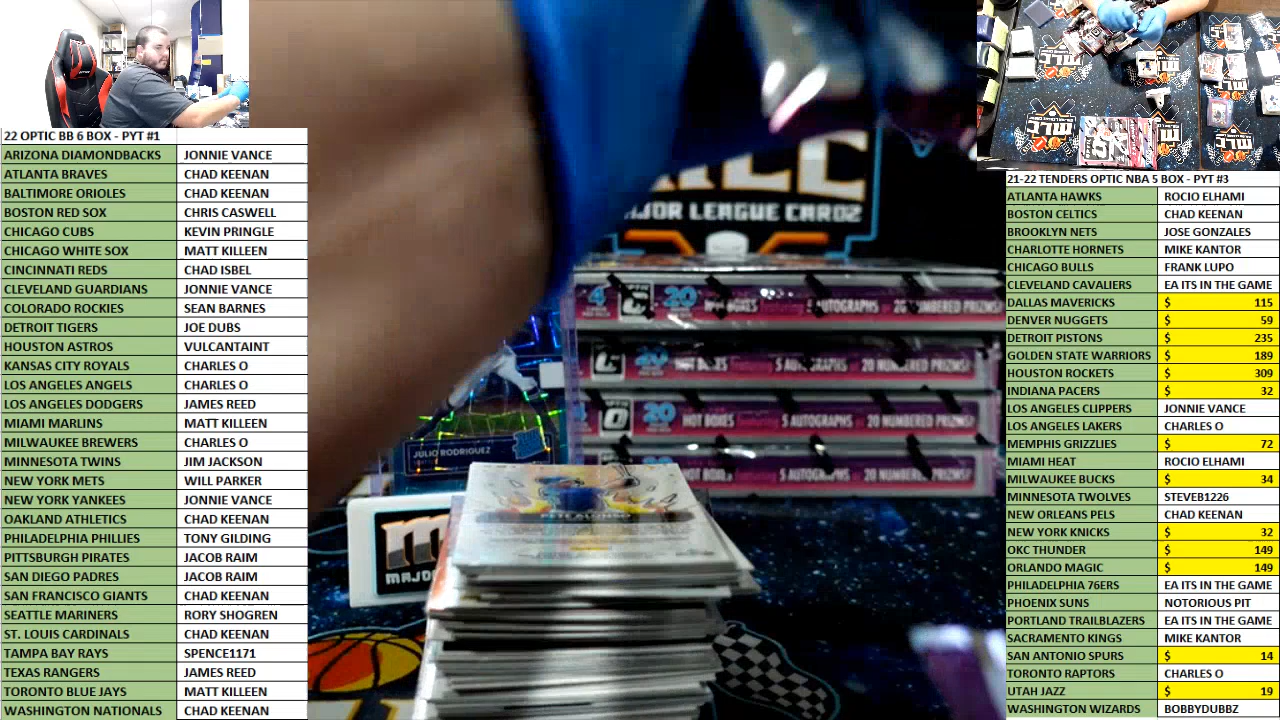 22 OPTIC BB 6 BOX - PYT #1
ARIZONA DIAMONDBACKS JONNIE VANCE
ATLANTA BRAVES CHAD KEENAN
BALTIMORE ORIOLES CHAD KEENAN
BOSTON RED SOX CHRIS CASWELL
CHICAGO CUBS KEVIN PRINGLE
CHICAGO WHITE SOX MATT KILLEEN
CINCINNATI REDS CHAD ISBEL
CLEVELAND GUARDIANS JONNIE VANCE
COLORADO ROCKIES SEAN BARNES
DETROIT TIGERS JOE DUBS
HOUSTON ASTROS VULCANTAINT
KANSAS CITY ROYALS CHARLES O
LOS ANGELES ANGELS CHARLES O
LOS ANGELES DODGERS JAMES REED
MIAMI MARLINS MATT KILLEEN
MILWAUKEE BREWERS CHARLES O
MINNESOTA TWINS JIM JACKSON
NEW YORK METS WILL PARKER
NEW YORK YANKEES JONNIE VANCE
OAKLAND ATHLETICS CHAD KEENAN
PHILADELPHIA PHILLIES TONY GILDING
PITTSBURGH PIRATES JACOB RAIM
SAN DIEGO PADRES JACOB RAIM
SAN FRANCISCO GIANTS CHAD KEENAN
SEATTLE MARINERS RORY SHOGREN
ST. LOUIS CARDINALS CHAD KEENAN
TAMPA BAY RAYS SPENCE1171
TEXAS RANGERS JAMES REED
TORONTO BLUE JAYS MATT KILLEEN
WASHINGTON NATIONALS CHAD KEENAN
JOR LEAGUE CARDZ
4 20 AUTOGRAPHS 20 NUMBERED PRIZMS
20 HOT BOXES 5 AUTOGRAPHS 20 NUMBERED PRIZMS
20 HOT BOXES 5 AUTOGRAPHS 20 NUMBERED PRIZMS
5 AUTOGRAPHS 20 NUMBERED PRIZMS
JULIO RODRIGUEZ
PETE ALONSO
MAJOR
21-22 TENDERS OPTIC NBA 5 BOX - PYT #3
ATLANTA HAWKS ROCIO ELHAMI
BOSTON CELTICS CHAD KEENAN
BROOKLYN NETS JOSE GONZALES
CHARLOTTE HORNETS MIKE KANTOR
CHICAGO BULLS FRANK LUPO
CLEVELAND CAVALIERS EA ITS IN THE GAME
DALLAS MAVERICKS $ 115
DENVER NUGGETS $ 59
DETROIT PISTONS $ 235
GOLDEN STATE WARRIORS $ 189
HOUSTON ROCKETS $ 309
INDIANA PACERS $ 32
LOS ANGELES CLIPPERS JONNIE VANCE
LOS ANGELES LAKERS CHARLES O
MEMPHIS GRIZZLIES $ 72
MIAMI HEAT ROCIO ELHAMI
MILWAUKEE BUCKS $ 34
MINNESOTA TWOLVES STEVEB1226
NEW ORLEANS PELS CHAD KEENAN
NEW YORK KNICKS $ 32
OKC THUNDER $ 149
ORLANDO MAGIC $ 149
PHILADELPHIA 76ERS EA ITS IN THE GAME
PHOENIX SUNS NOTORIOUS PIT
PORTLAND TRAILBLAZERS EA ITS IN THE GAME
SACRAMENTO KINGS MIKE KANTOR
SAN ANTONIO SPURS $ 14
TORONTO RAPTORS CHARLES O
UTAH JAZZ $ 19
WASHINGTON WIZARDS BOBBYDUBBZ